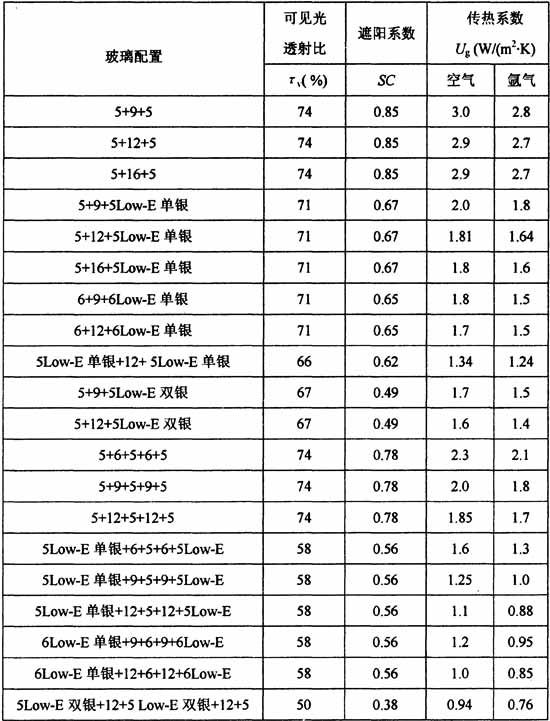 玻璃配置 可见光透射比 遮阳系数 传热系数 Ug (W/(m²·K)
τv(%) SC 空气 氩气
5+9+5 74 0.85 3.0 2.8
5+12+5 74 0.85 2.9 2.7
5+16+5 74 0.85 2.9 2.7
5+9+5Low-E 单银 71 0.67 2.0 1.8
5+12+5Low-E 单银 71 0.67 1.81 1.64
5+16+5Low-E 单银 71 0.67 1.8 1.6
6+9+6Low-E 单银 71 0.65 1.8 1.5
6+12+6Low-E 单银 71 0.65 1.7 1.5
5Low-E 单银+12+ 5Low-E 单银 66 0.62 1.34 1.24
5+9+5Low-E 双银 67 0.49 1.7 1.5
5+12+5Low-E 双银 67 0.49 1.6 1.4
5+6+5+6+5 74 0.78 2.3 2.1
5+9+5+9+5 74 0.78 2.0 1.8
5+12+5+12+5 74 0.78 1.85 1.7
5Low-E 单银+6+5+6+5Low-E 58 0.56 1.6 1.3
5Low-E 单银+9+5+9+5Low-E 58 0.56 1.25 1.0
5Low-E 单银+12+5+12+5Low-E 58 0.56 1.1 0.88
6Low-E 单银+9+6+9+6Low-E 58 0.56 1.2 0.95
6Low-E 单银+12+6+12+6Low-E 58 0.56 1.0 0.85
5Low-E 双银+12+5 Low-E 双银+12+5 50 0.38 0.94 0.76